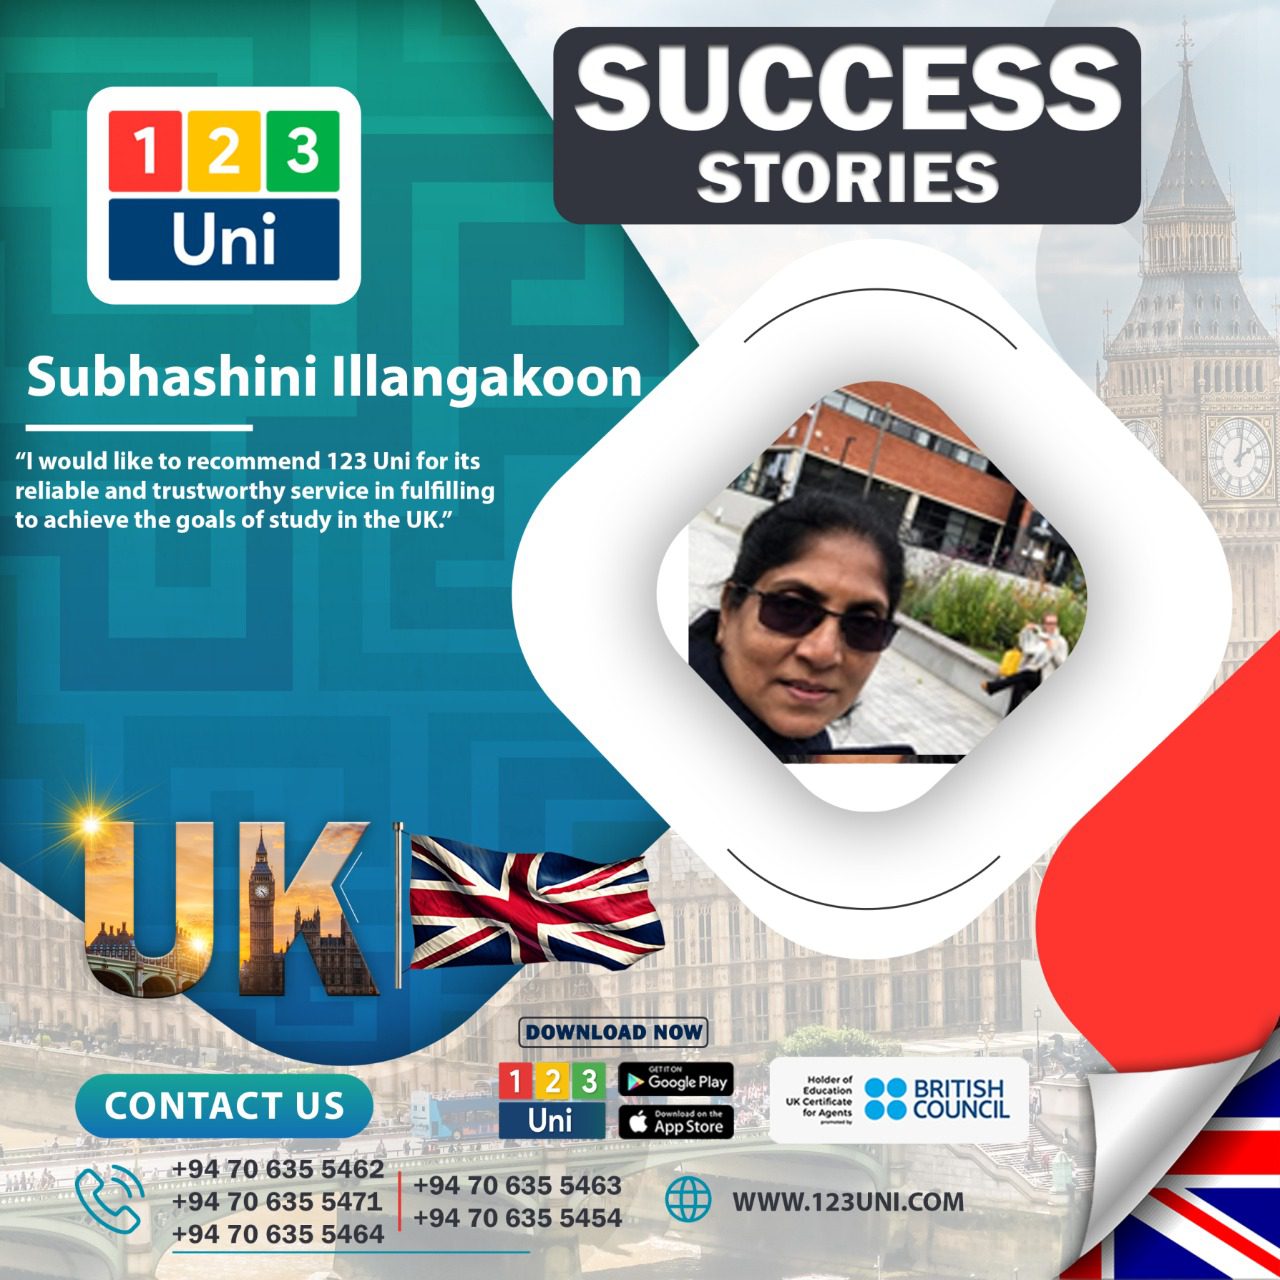 SUCCESS
STORIES
1 2 3
Uni
Subhashini Illangakoon
“I would like to recommend 123 Uni for its
reliable and trustworthy service in fulfilling
to achieve the goals of study in the UK.”
UK
DOWNLOAD NOW
1 2 3
Uni
GET IT ON
Google Play
Download on the
App Store
Holder of
Education
UK Certificate
for Agents
promoted by
BRITISH
COUNCIL
CONTACT US
+94 70 635 5462
+94 70 635 5471
+94 70 635 5464
+94 70 635 5463
+94 70 635 5454
WWW.123UNI.COM